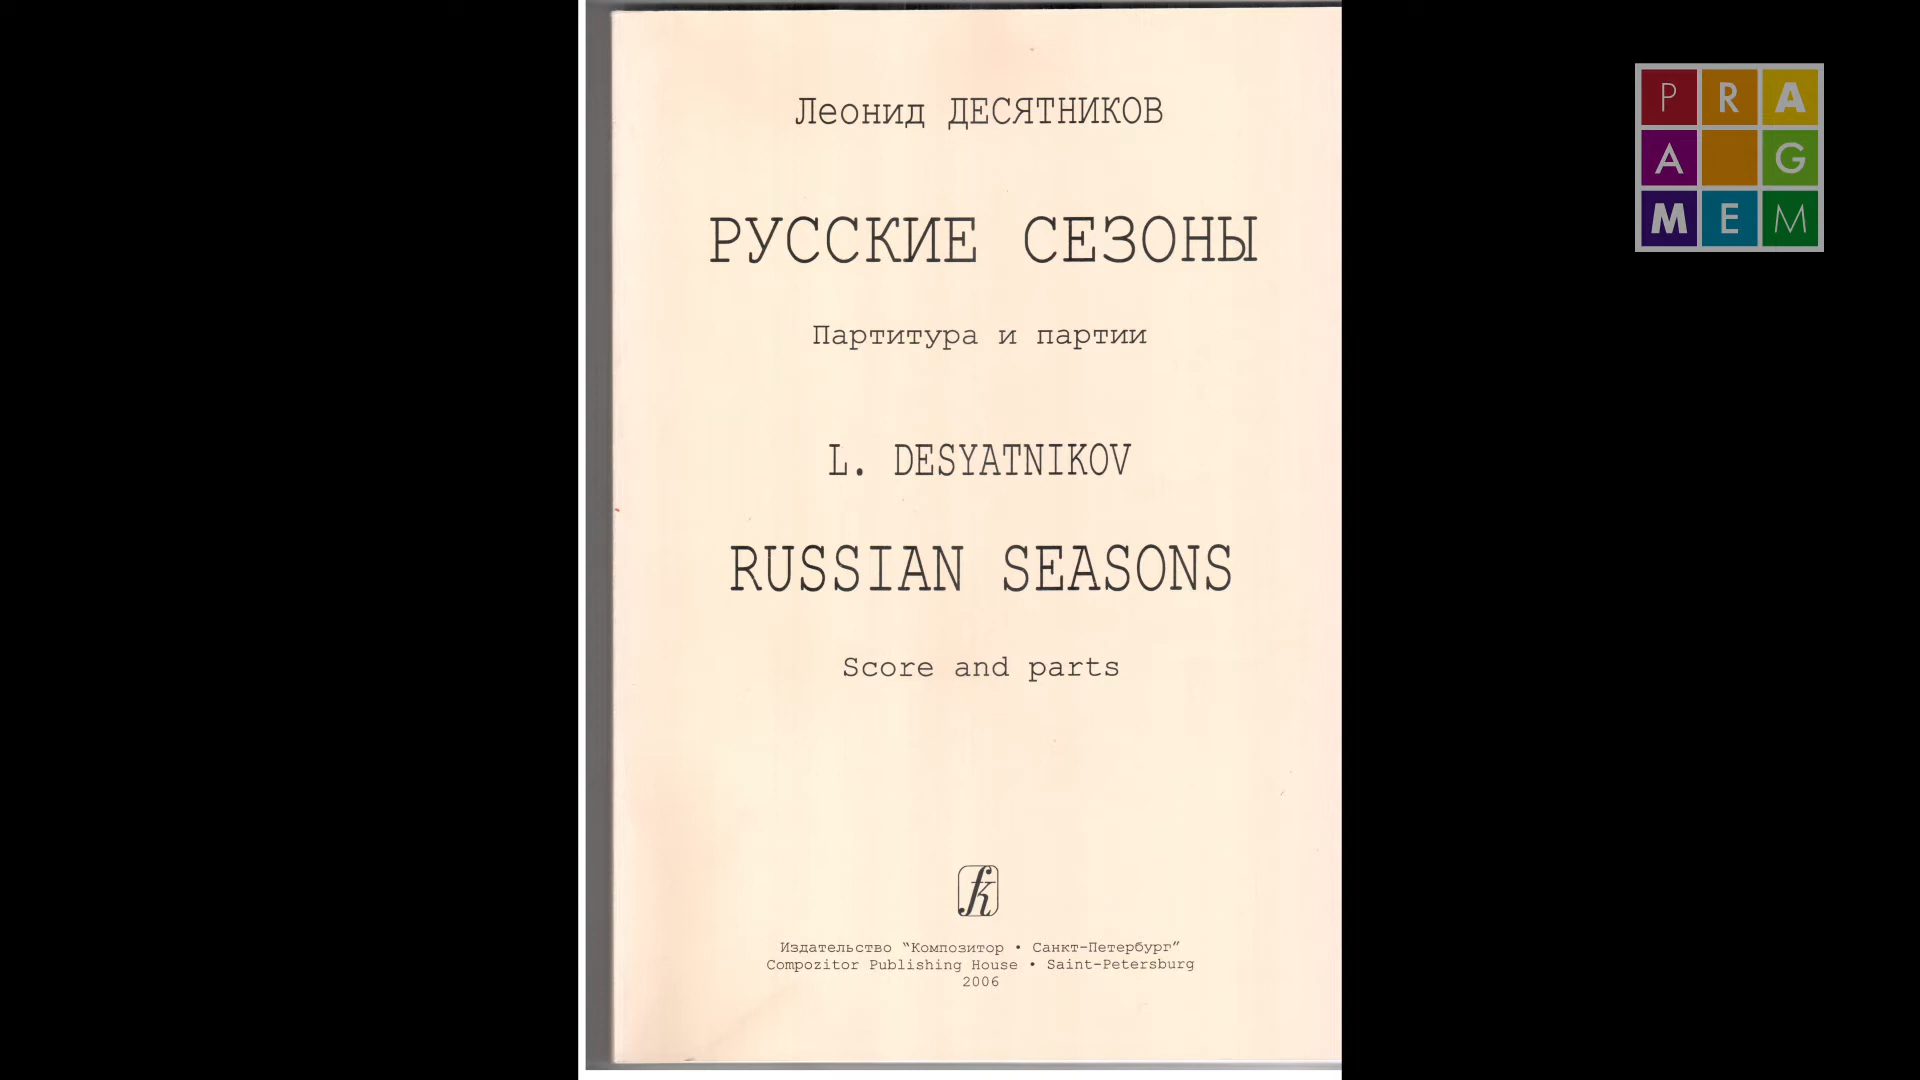 Леонид ДЕСЯТНИКОВ
РУССКИЕ СЕЗОНЫ
Партитура и партии
L. DESYATNIKOV
RUSSIAN SEASONS
Score and parts
fk
Издательство “Композитор • Санкт-Петербург”
Compozitor Publishing House • Saint-Petersburg
2006
P R A
A G
M E M